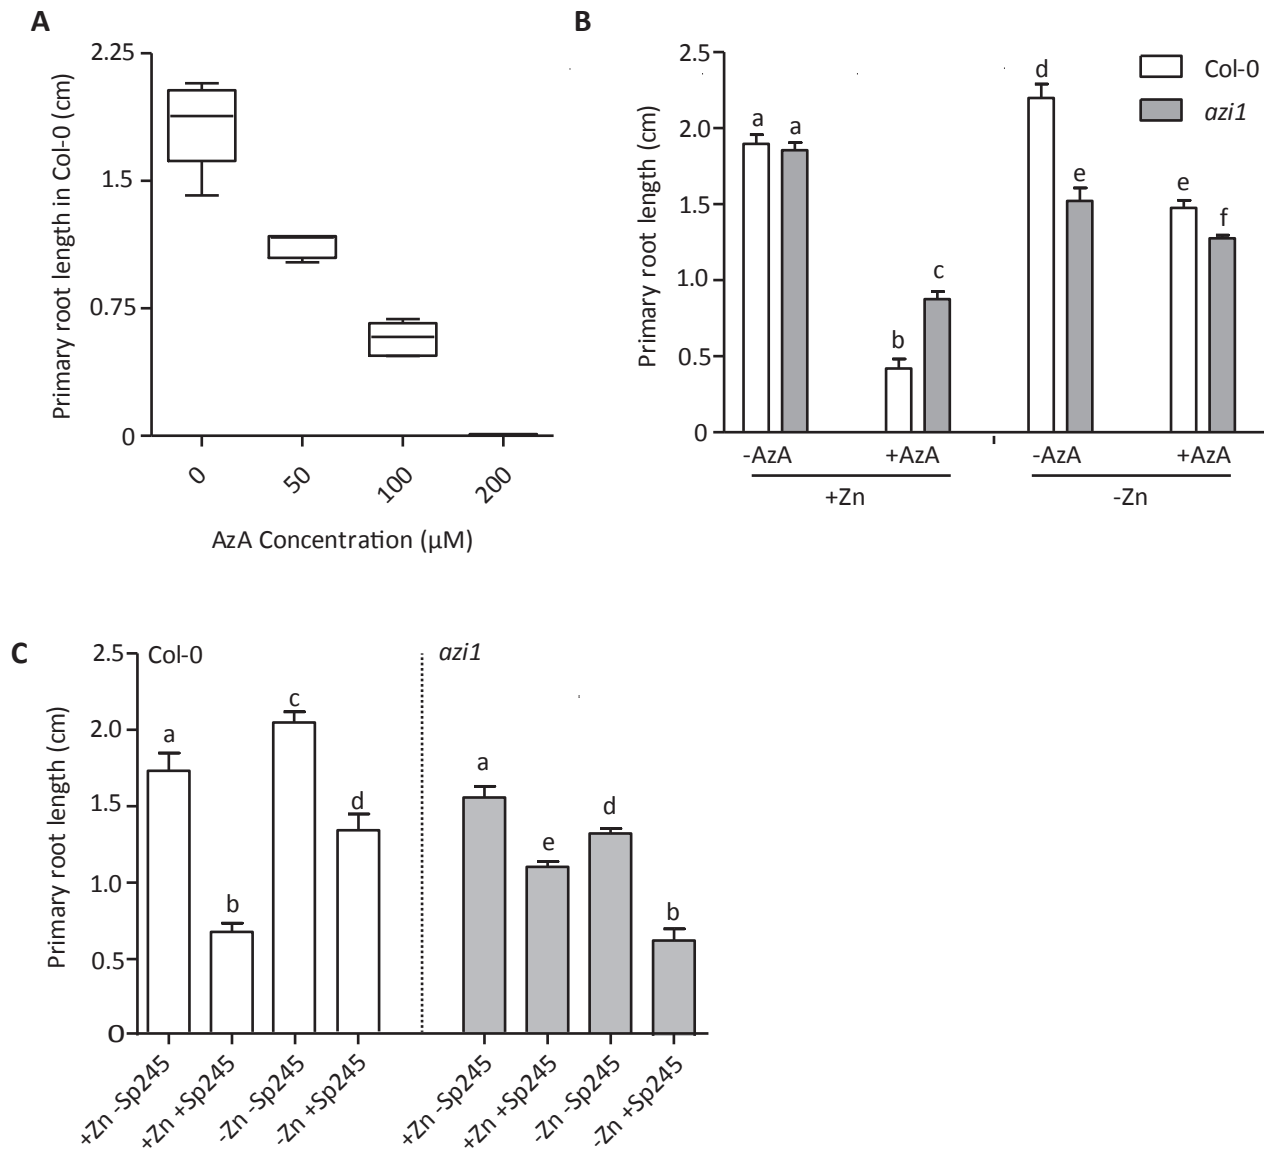 A
2.25
1.5
0.75
0
Primary root length in Col-0 (cm)
0
50
100
200
AzA Concentration (μM)
B
2.5
2.0
1.5
1.0
0.5
0
Primary root length (cm)
Col-0
azi1
a
a
b
c
d
e
e
f
-AzA
+AzA
-AzA
+AzA
+Zn
-Zn
C
2.5
2.0
1.5
1.0
0.5
0
Primary root length (cm)
Col-0
azi1
a
b
c
d
a
e
d
b
+Zn -Sp245
+Zn +Sp245
-Zn -Sp245
-Zn +Sp245
+Zn -Sp245
+Zn +Sp245
-Zn -Sp245
-Zn +Sp245